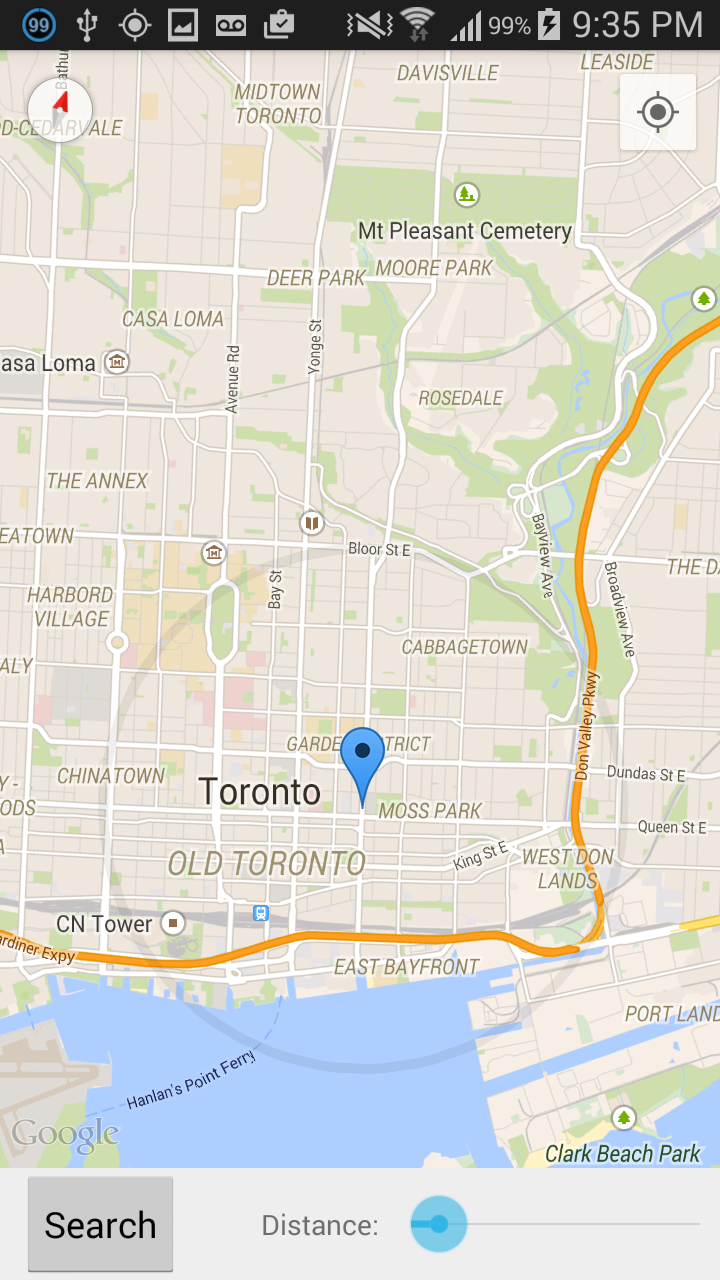 99
99%
9:35 PM
Bathu
DAVISVILLE
LEASIDE
MIDTOWN
TORONTO
D-CEDARVALE
Mt Pleasant Cemetery
DEER PARK
MOORE PARK
CASA LOMA
Yonge St
asa Loma
Avenue Rd
ROSEDALE
THE ANNEX
EATOWN
Bloor St E
Bayview Ave
THE DA
Bay St
Broadview Ave
HARBORD
VILLAGE
CABBAGETOWN
ALY
Don Valley Pkwy
GARDE
TRICT
CHINATOWN
Dundas St E
Y -
ODS
Toronto
MOSS PARK
Queen St E
A
King St E
OLD TORONTO
WEST DON
LANDS
CN Tower
ardiner Expy
EAST BAYFRONT
PORT LAND
Hanlan's Point Ferry
Google
Clark Beach Park
Search
Distance: